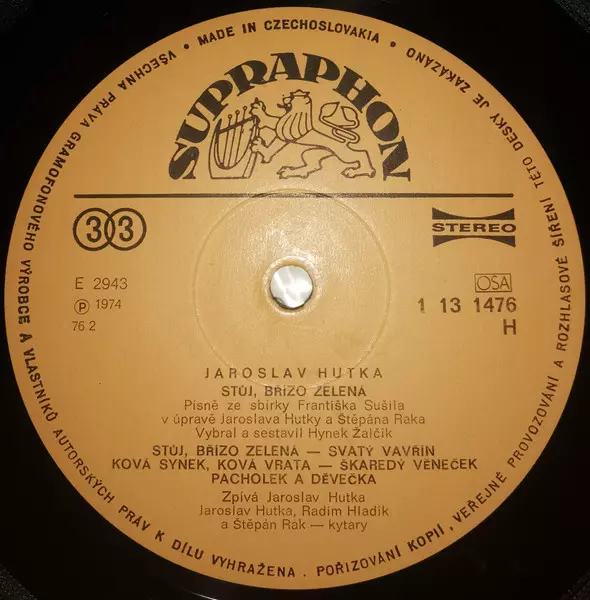 VŠECHNA PRÁVA GRAMOFONOVÉHO VÝROBCE A VLASTNÍKŮ AUTORSKÝCH PRÁV K DÍLU VYHRAŽENA. POŘIZOVÁNÍ KOPIÍ, VEŘEJNÉ PROVOZOVÁNÍ A ROZHLASOVÉ ŠÍŘENÍ TÉTO DESKY JE ZAKÁZÁNO • MADE IN CZECHOSLOVAKIA •
SUPRAPHON
33
STEREO
E 2943
Ⓟ 1974
76 2
OSA
1 13 1476
H
JAROSLAV HUTKA
STŮJ, BŘÍZO ZELENÁ
Písně ze sbírky Františka Sušila
v úpravě Jaroslava Hutky a Štěpána Raka
Vybral a sestavil Hynek Žalčík
STŮJ, BŘÍZO ZELENÁ — SVATÝ VAVŘÍN
KOVÁ SYNEK, KOVÁ VRATA — ŠKAREDÝ VĚNEČEK
PACHOLEK A DĚVEČKA
Zpívá Jaroslav Hutka
Jaroslav Hutka, Radim Hladík
a Štěpán Rak — kytary